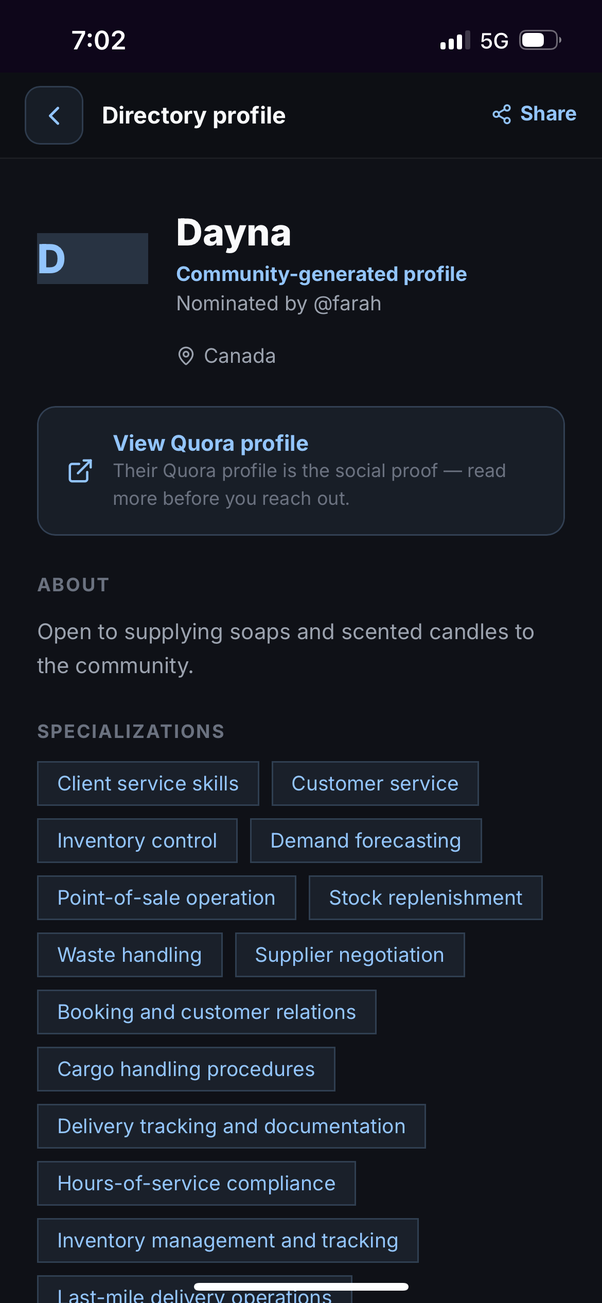 7:02
5G
Directory profile
Share
D
Dayna
Community-generated profile
Nominated by @farah
Canada
View Quora profile
Their Quora profile is the social proof — read
more before you reach out.
ABOUT
Open to supplying soaps and scented candles to
the community.
SPECIALIZATIONS
Client service skills
Customer service
Inventory control
Demand forecasting
Point-of-sale operation
Stock replenishment
Waste handling
Supplier negotiation
Booking and customer relations
Cargo handling procedures
Delivery tracking and documentation
Hours-of-service compliance
Inventory management and tracking
Last-mile delivery operations